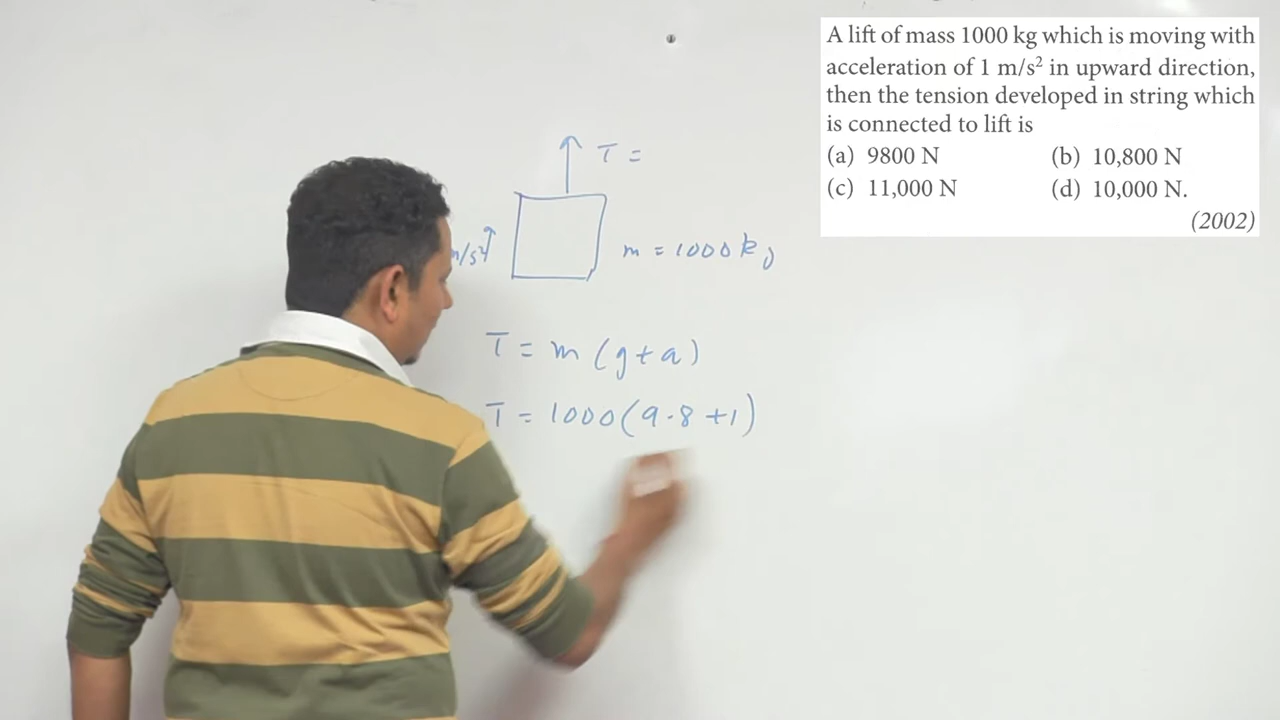 A lift of mass 1000 kg which is moving with
acceleration of 1 m/s² in upward direction,
then the tension developed in string which
is connected to lift is
(a) 9800 N (b) 10,800 N
(c) 11,000 N (d) 10,000 N.
(2002)
T =
m/s²
m = 1000 kg
T = m (g + a)
T = 1000 (9.8 + 1)